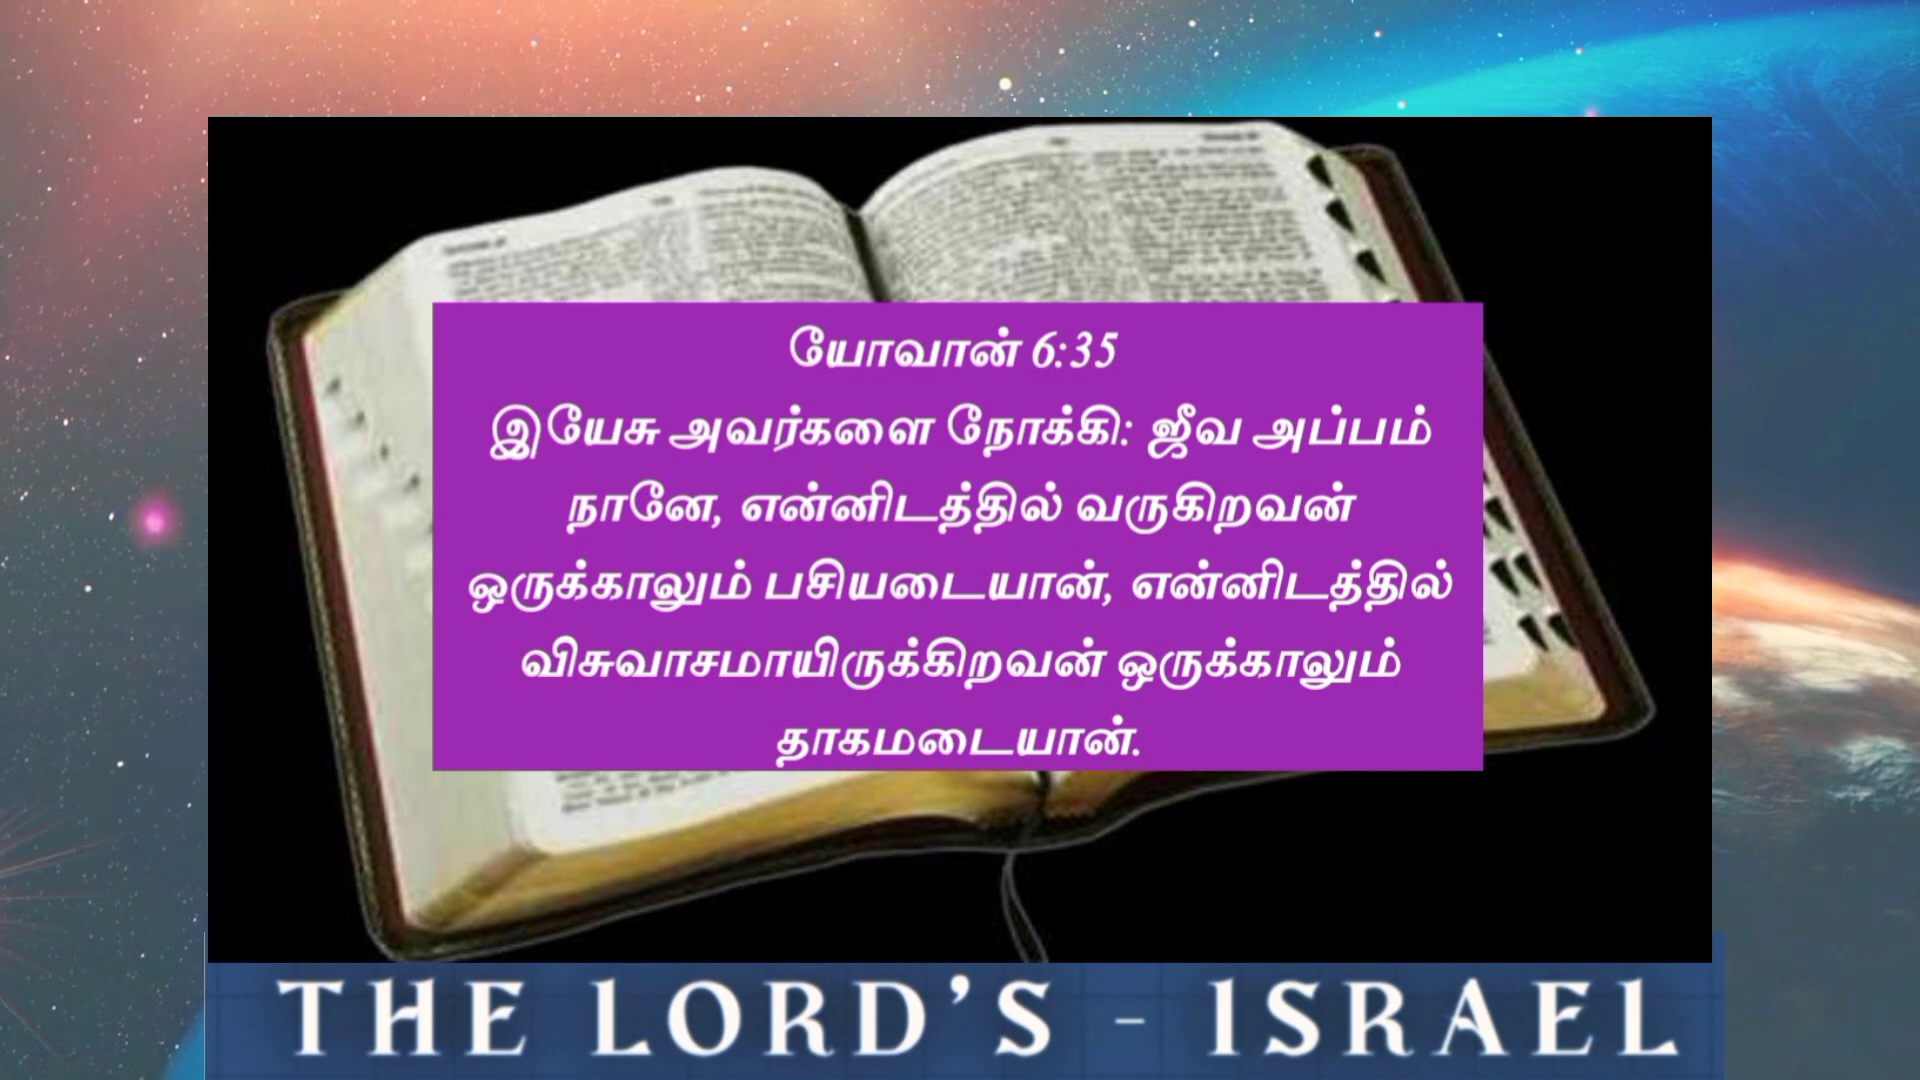 யோவான் 6:35
இயேசு அவர்களை நோக்கி: ஜீவ அப்பம்
நானே, என்னிடத்தில் வருகிறவன்
ஒருக்காலும் பசியடையான், என்னிடத்தில்
விசுவாசமாயிருக்கிறவன் ஒருக்காலும்
தாகமடையான்.
THE LORD'S - ISRAEL